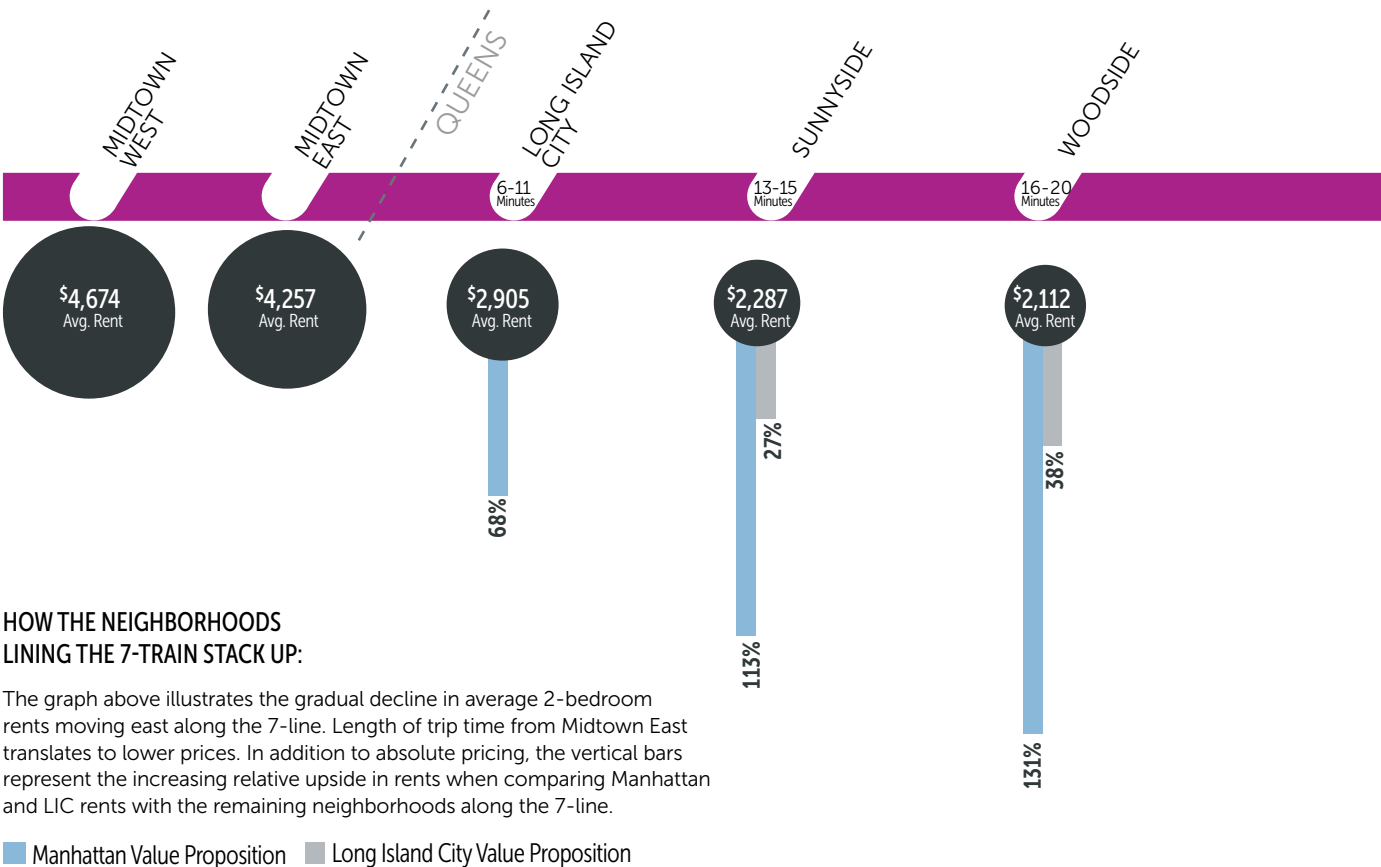 MIDTOWN
WEST
MIDTOWN
EAST
QUEENS
LONG ISLAND
CITY
SUNNYSIDE
WOODSIDE
6-11
Minutes
13-15
Minutes
16-20
Minutes
$4,674
Avg. Rent
$4,257
Avg. Rent
$2,905
Avg. Rent
$2,287
Avg. Rent
$2,112
Avg. Rent
68%
113%
27%
131%
38%
HOW THE NEIGHBORHOODS
LINING THE 7-TRAIN STACK UP:
The graph above illustrates the gradual decline in average 2-bedroom
rents moving east along the 7-line. Length of trip time from Midtown East
translates to lower prices. In addition to absolute pricing, the vertical bars
represent the increasing relative upside in rents when comparing Manhattan
and LIC rents with the remaining neighborhoods along the 7-line.
Manhattan Value Proposition
Long Island City Value Proposition